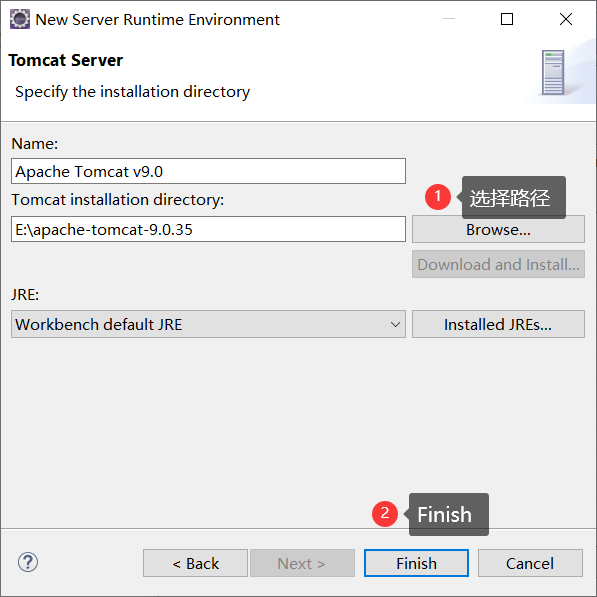 New Server Runtime Environment
Tomcat Server
Specify the installation directory
Name:
Apache Tomcat v9.0
Tomcat installation directory:
1 选择路径
E:\apache-tomcat-9.0.35
Browse...
Download and Install...
JRE:
Workbench default JRE
Installed JREs...
2 Finish
?
< Back
Next >
Finish
Cancel